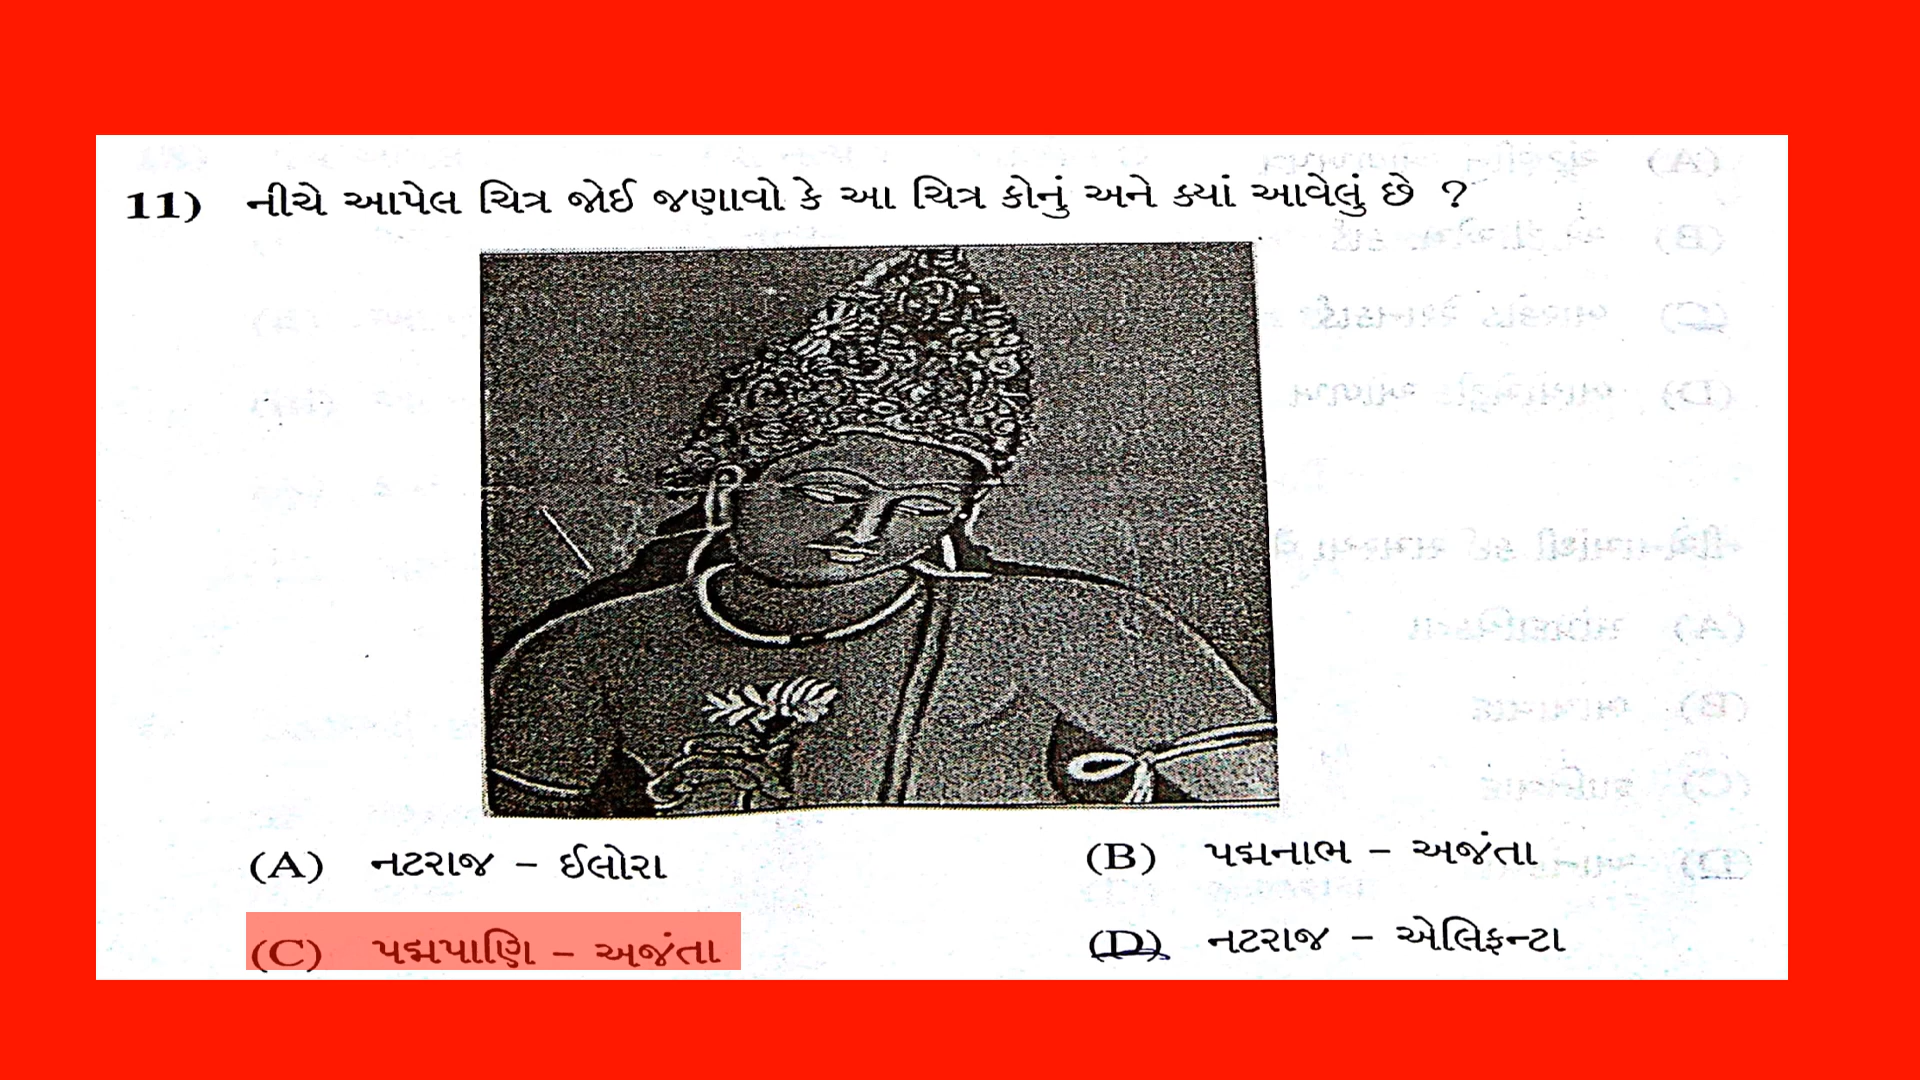 11) નીચે આપેલ ચિત્ર જોઈ જણાવો કે આ ચિત્ર કોનું અને ક્યાં આવેલું છે ?
(A) નટરાજ – ઈલોરા
(B) પદ્મનાભ – અજંતા
(C) પદ્મપાણિ – અજંતા
(D) નટરાજ – એલિફન્ટા